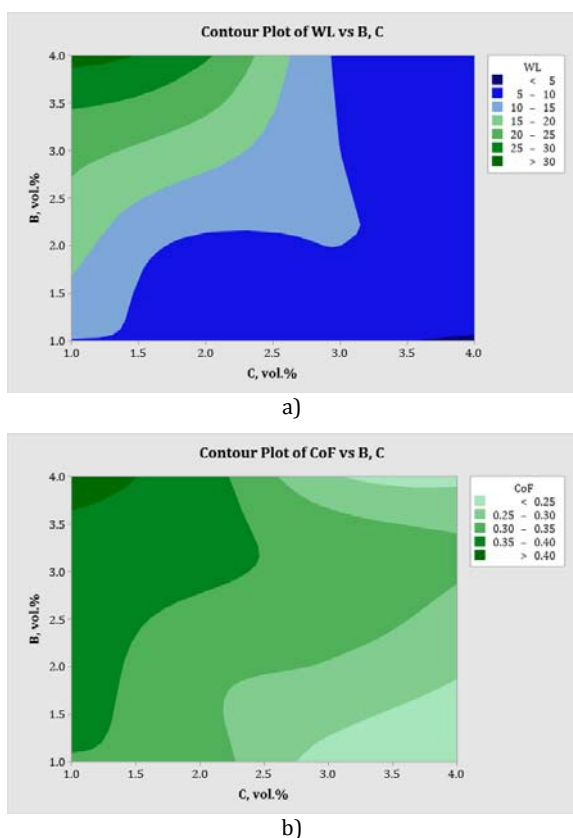 Contour Plot of WL vs B, C
4.0
3.5
3.0
2.5
2.0
1.5
1.0
B, vol.%
1.0 1.5 2.0 2.5 3.0 3.5 4.0
C, vol.%
WL
< 5
5 – 10
10 – 15
15 – 20
20 – 25
25 – 30
> 30
a)
Contour Plot of CoF vs B, C
4.0
3.5
3.0
2.5
2.0
1.5
1.0
B, vol.%
1.0 1.5 2.0 2.5 3.0 3.5 4.0
C, vol.%
CoF
< 0.25
0.25 – 0.30
0.30 – 0.35
0.35 – 0.40
> 0.40
b)